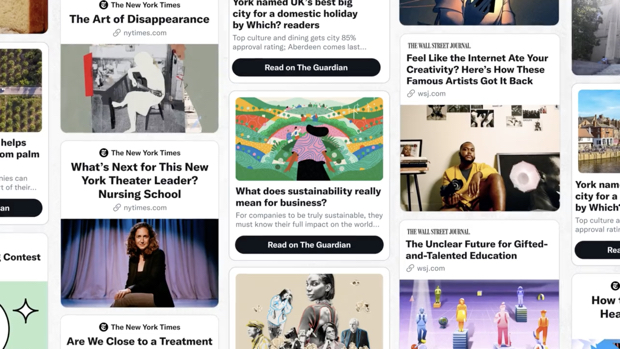 helps
om palm
nies can
t of their...
an
g Contest
The New York Times
The Art of Disappearance
nytimes.com
The New York Times
What's Next for This New
York Theater Leader?
Nursing School
nytimes.com
The New York Times
Are We Close to a Treatment
York named UK's best big
city for a domestic holiday
by Which? readers
Top culture and dining gets city 85%
approval rating; Aberdeen comes last...
Read on The Guardian
What does sustainability really
mean for business?
For companies to be truly sustainable, they
must know their full impact on the world...
Read on The Guardian
THE WALL STREET JOURNAL
Feel Like the Internet Ate Your
Creativity? Here's How These
Famous Artists Got It Back
wsj.com
THE WALL STREET JOURNAL
The Unclear Future for Gifted-
and-Talented Education
wsj.com
York nam
city for a
by Which?
Top culture a
approval ratin
Rea
How t
Hea